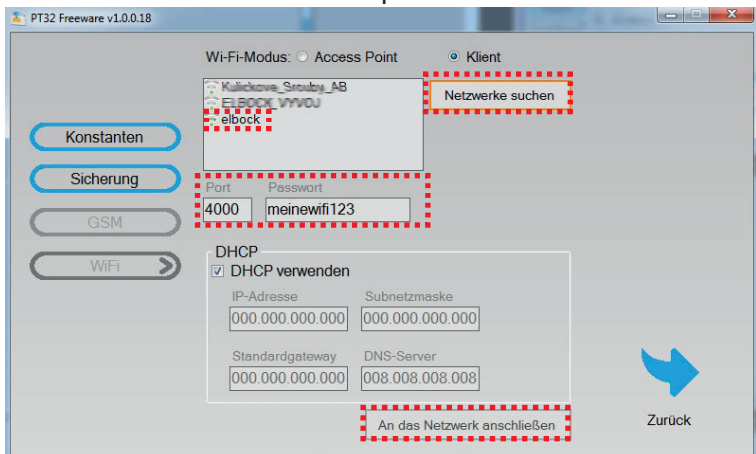 PT32 Freeware v1.0.0.18
Wi-Fi-Modus: Access Point Klient
Kulickove_Srouby_AB
ELBOCK_VYVOJ
elbock
Netzwerke suchen
Konstanten
Sicherung
GSM
WiFi
Port Passwort
4000 meinewifi123
DHCP
DHCP verwenden
IP-Adresse Subnetzmaske
000.000.000.000 000.000.000.000
Standardgateway DNS-Server
000.000.000.000 008.008.008.008
An das Netzwerk anschließen
Zurück